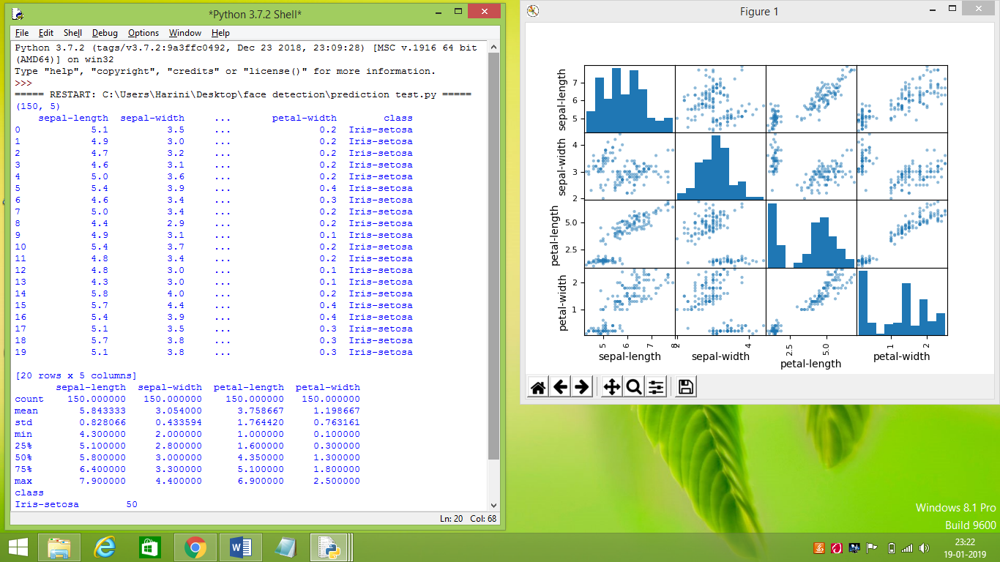 *Python 3.7.2 Shell*
File Edit Shell Debug Options Window Help
Python 3.7.2 (tags/v3.7.2:9a3ffc0492, Dec 23 2018, 23:09:28) [MSC v.1916 64 bit
(AMD64)] on win32
Type "help", "copyright", "credits" or "license()" for more information.
>>>
===== RESTART: C:\Users\Harini\Desktop\face detection\prediction test.py =====
(150, 5)
sepal-length sepal-width ... petal-width class
0 5.1 3.5 ... 0.2 Iris-setosa
1 4.9 3.0 ... 0.2 Iris-setosa
2 4.7 3.2 ... 0.2 Iris-setosa
3 4.6 3.1 ... 0.2 Iris-setosa
4 5.0 3.6 ... 0.2 Iris-setosa
5 5.4 3.9 ... 0.4 Iris-setosa
6 4.6 3.4 ... 0.3 Iris-setosa
7 5.0 3.4 ... 0.2 Iris-setosa
8 4.4 2.9 ... 0.2 Iris-setosa
9 4.9 3.1 ... 0.1 Iris-setosa
10 5.4 3.7 ... 0.2 Iris-setosa
11 4.8 3.4 ... 0.2 Iris-setosa
12 4.8 3.0 ... 0.1 Iris-setosa
13 4.3 3.0 ... 0.1 Iris-setosa
14 5.8 4.0 ... 0.2 Iris-setosa
15 5.7 4.4 ... 0.4 Iris-setosa
16 5.4 3.9 ... 0.4 Iris-setosa
17 5.1 3.5 ... 0.3 Iris-setosa
18 5.7 3.8 ... 0.3 Iris-setosa
19 5.1 3.8 ... 0.3 Iris-setosa
[20 rows x 5 columns]
sepal-length sepal-width petal-length petal-width
count 150.000000 150.000000 150.000000 150.000000
mean 5.843333 3.054000 3.758667 1.198667
std 0.828066 0.433594 1.764420 0.763161
min 4.300000 2.000000 1.000000 0.100000
25% 5.100000 2.800000 1.600000 0.300000
50% 5.800000 3.000000 4.350000 1.300000
75% 6.400000 3.300000 5.100000 1.800000
max 7.900000 4.400000 6.900000 2.500000
class
Iris-setosa 50
Ln: 20 Col: 68
Figure 1
sepal-length
7
6
5
sepal-width
4
3
2
petal-length
5.0
2.5
petal-width
2
1
5 6 7 8 2 4 2.5 5.0 1 2
sepal-length sepal-width petal-length petal-width
Windows 8.1 Pro
Build 9600
23:22
19-01-2019